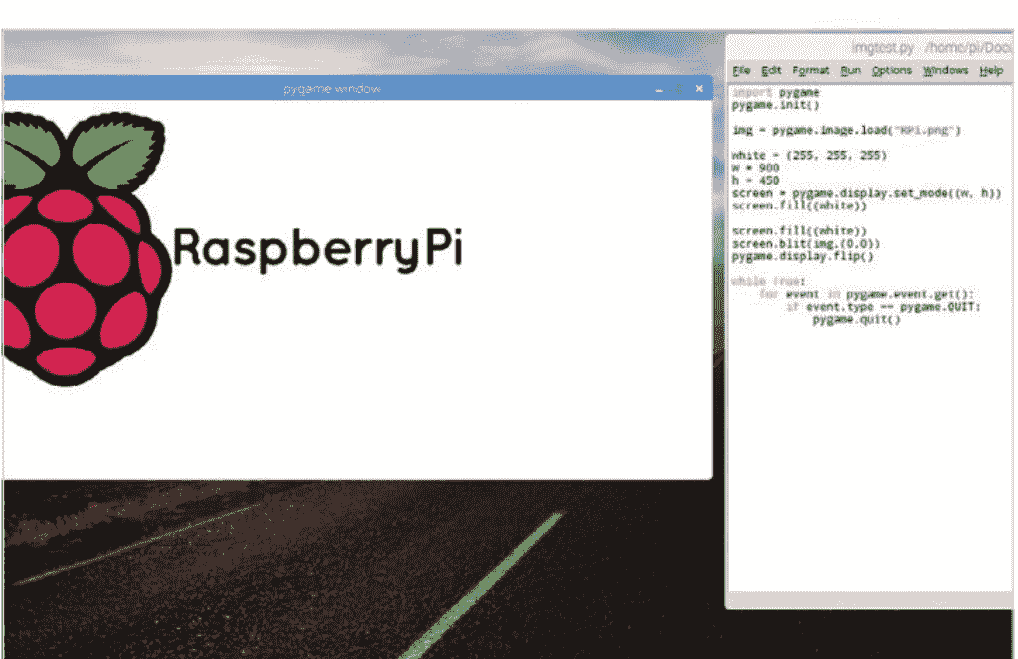 imgtest.py /home/pi/Docu
File Edit Format Run Options Windows Help
pygame window
RaspberryPi
import pygame
pygame.init()
img = pygame.image.load("RPi.png")
white = (255, 255, 255)
w = 900
h = 450
screen = pygame.display.set_mode((w, h))
screen.fill((white))
screen.fill((white))
screen.blit(img,(0,0))
pygame.display.flip()
while True:
    for event in pygame.event.get():
        if event.type == pygame.QUIT:
            pygame.quit()